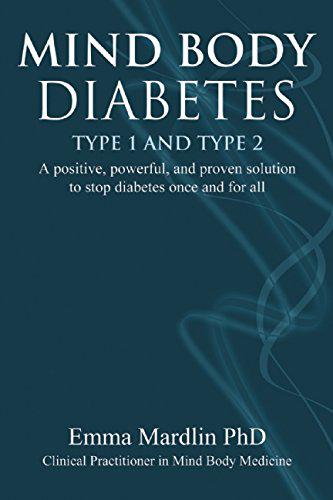 MIND BODY
DIABETES
TYPE 1 AND TYPE 2
A positive, powerful, and proven solution
to stop diabetes once and for all
Emma Mardlin PhD
Clinical Practitioner in Mind Body Medicine